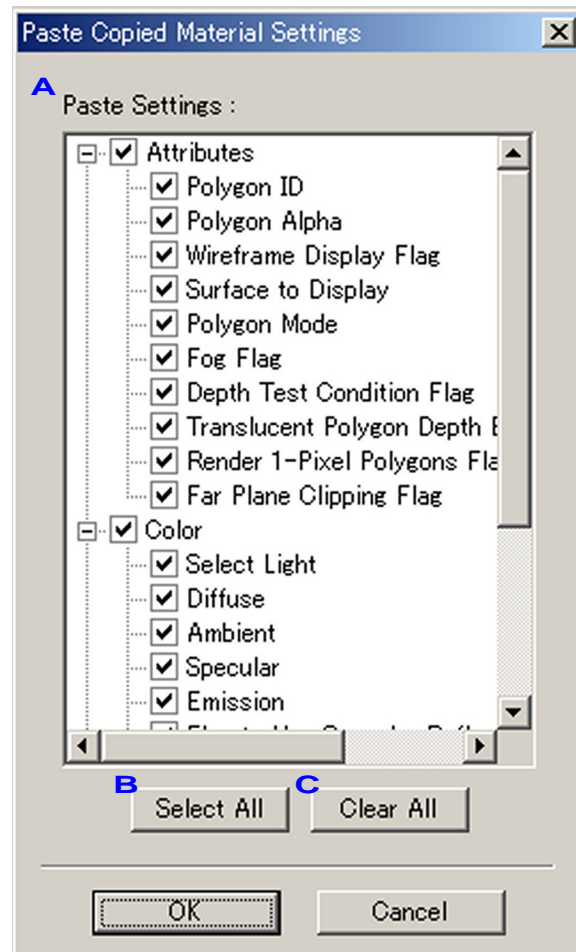 Paste Copied Material Settings
A
Paste Settings :
Attributes
Polygon ID
Polygon Alpha
Wireframe Display Flag
Surface to Display
Polygon Mode
Fog Flag
Depth Test Condition Flag
Translucent Polygon Depth
Render 1-Pixel Polygons Fla
Far Plane Clipping Flag
Color
Select Light
Diffuse
Ambient
Specular
Emission
B Select All C Clear All
OK Cancel